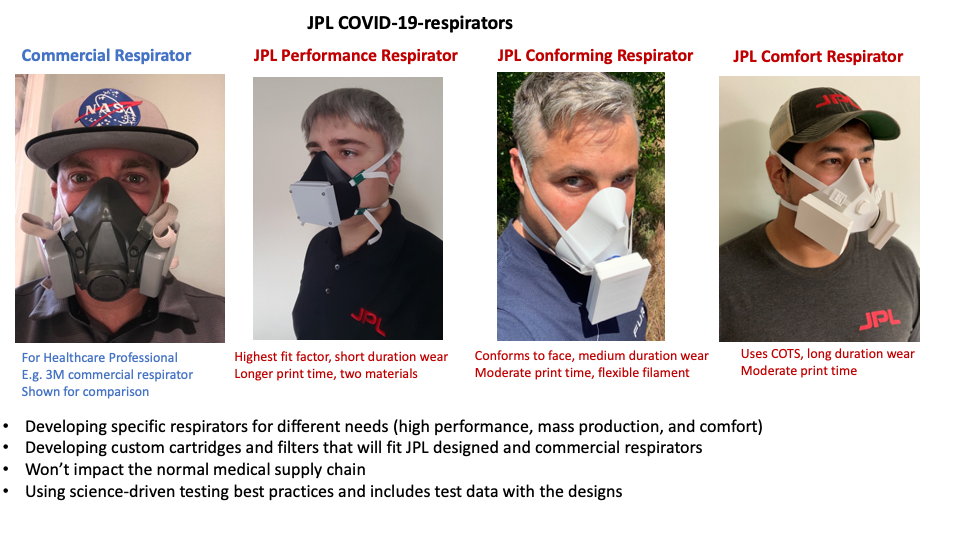 JPL COVID-19-respirators
Commercial Respirator
JPL Performance Respirator
JPL Conforming Respirator
JPL Comfort Respirator
NASA
JPL
FUR
JPL
JPL
For Healthcare Professional
E.g. 3M commercial respirator
Shown for comparison
Highest fit factor, short duration wear
Longer print time, two materials
Conforms to face, medium duration wear
Moderate print time, flexible filament
Uses COTS, long duration wear
Moderate print time
• Developing specific respirators for different needs (high performance, mass production, and comfort)
• Developing custom cartridges and filters that will fit JPL designed and commercial respirators
• Won’t impact the normal medical supply chain
• Using science-driven testing best practices and includes test data with the designs